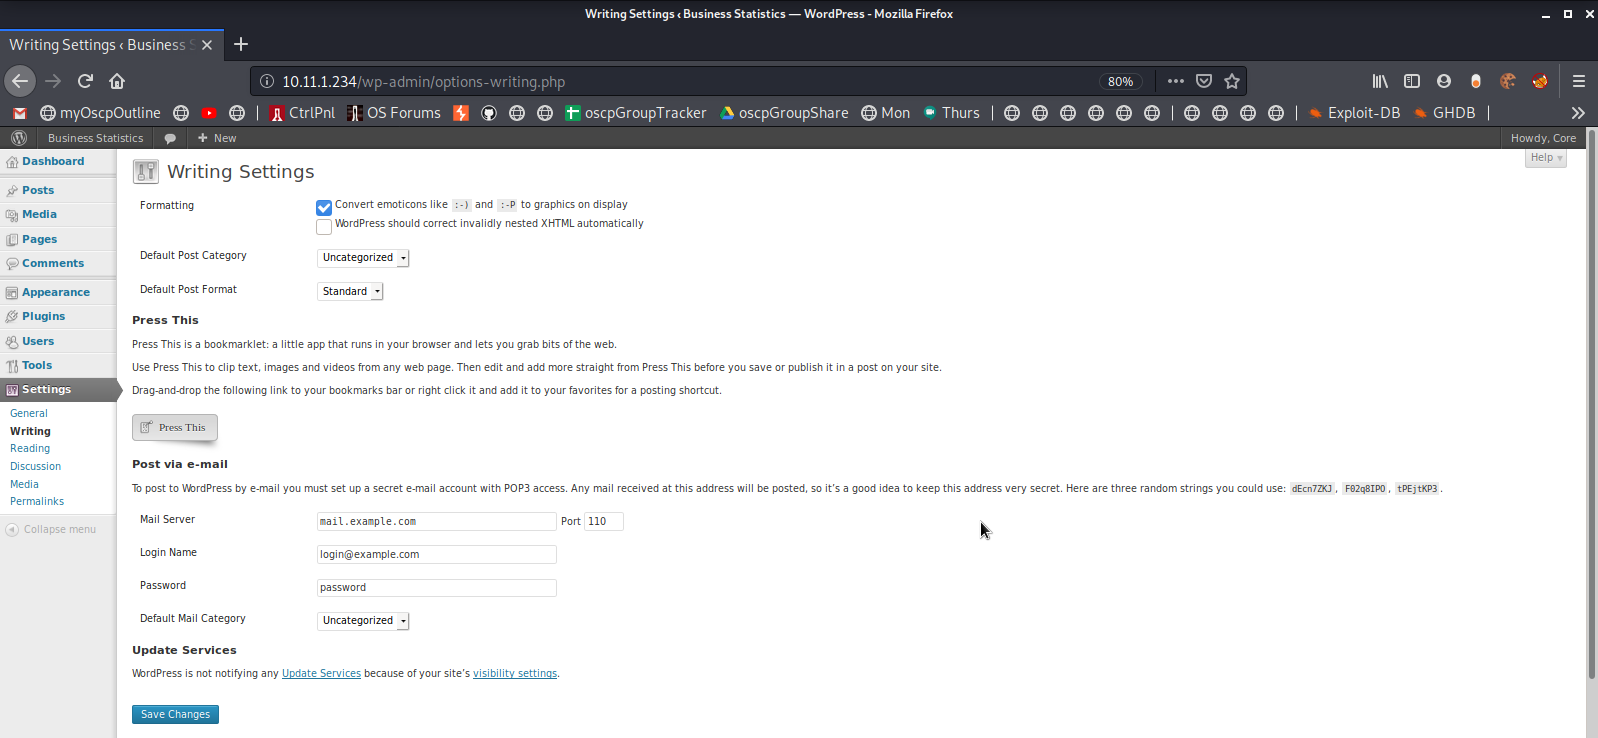 Writing Settings ‹ Business Statistics — WordPress - Mozilla Firefox
Writing Settings ‹ Business S
10.11.1.234/wp-admin/options-writing.php 80%
myOscpOutline CtrlPnl OS Forums oscpGroupTracker oscpGroupShare Mon Thurs Exploit-DB GHDB
Business Statistics New Howdy, Core
Help
Dashboard
Posts
Media
Pages
Comments
Appearance
Plugins
Users
Tools
Settings
General
Writing
Reading
Discussion
Media
Permalinks
Collapse menu
Writing Settings
Formatting Convert emoticons like :-) and :-P to graphics on display
WordPress should correct invalidly nested XHTML automatically
Default Post Category Uncategorized
Default Post Format Standard
Press This
Press This is a bookmarklet: a little app that runs in your browser and lets you grab bits of the web.
Use Press This to clip text, images and videos from any web page. Then edit and add more straight from Press This before you save or publish it in a post on your site.
Drag-and-drop the following link to your bookmarks bar or right click it and add it to your favorites for a posting shortcut.
Press This
Post via e-mail
To post to WordPress by e-mail you must set up a secret e-mail account with POP3 access. Any mail received at this address will be posted, so it’s a good idea to keep this address very secret. Here are three random strings you could use: dEcn7ZKJ, F02q8IPO, tPEjtKP3.
Mail Server mail.example.com Port 110
Login Name login@example.com
Password password
Default Mail Category Uncategorized
Update Services
WordPress is not notifying any Update Services because of your site’s visibility settings.
Save Changes